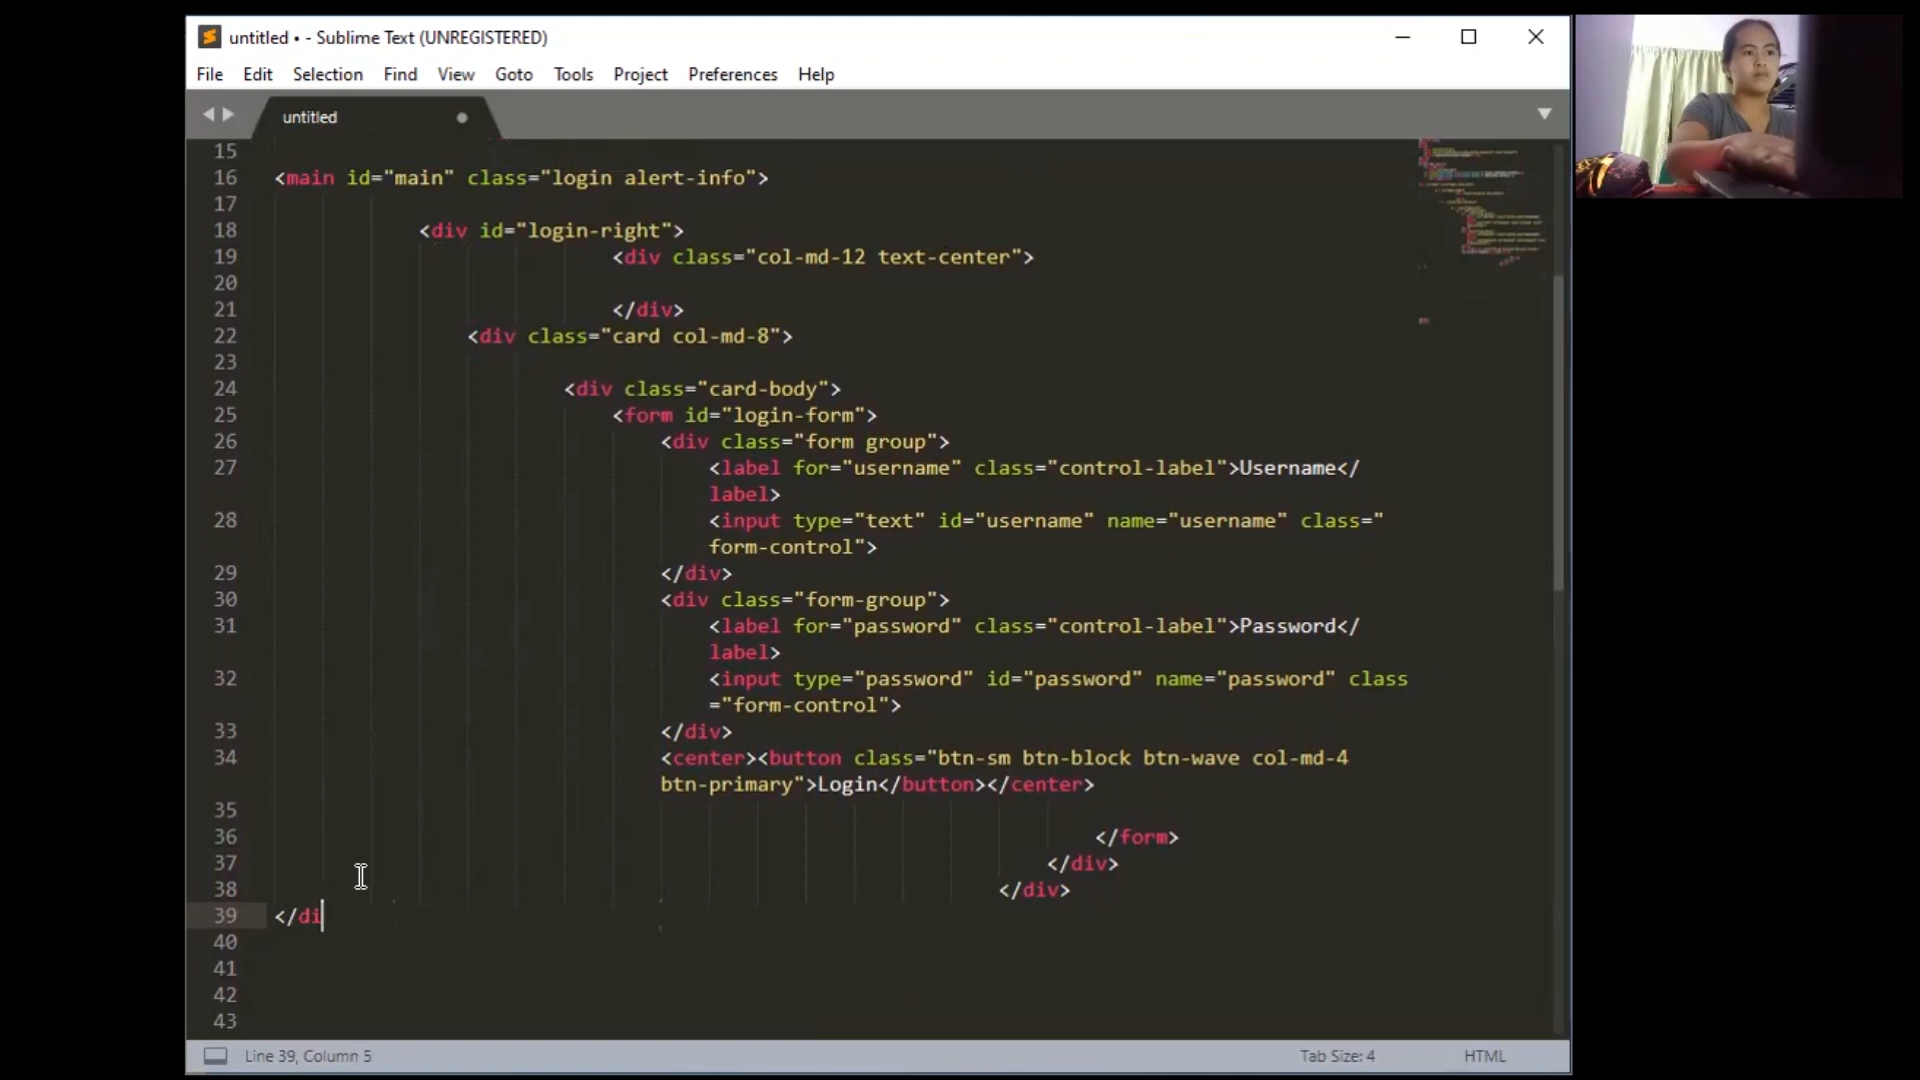 untitled • - Sublime Text (UNREGISTERED)
File Edit Selection Find View Goto Tools Project Preferences Help
untitled
15
16 <main id="main" class="login alert-info">
17
18 <div id="login-right">
19 <div class="col-md-12 text-center">
20
21 </div>
22 <div class="card col-md-8">
23
24 <div class="card-body">
25 <form id="login-form">
26 <div class="form group">
27 <label for="username" class="control-label">Username</
label>
28 <input type="text" id="username" name="username" class="
form-control">
29 </div>
30 <div class="form-group">
31 <label for="password" class="control-label">Password</
label>
32 <input type="password" id="password" name="password" class
="form-control">
33 </div>
34 <center><button class="btn-sm btn-block btn-wave col-md-4
btn-primary">Login</button></center>
35
36 </form>
37 </div>
38 </div>
39 </di
40
41
42
43
Line 39, Column 5 Tab Size: 4 HTML